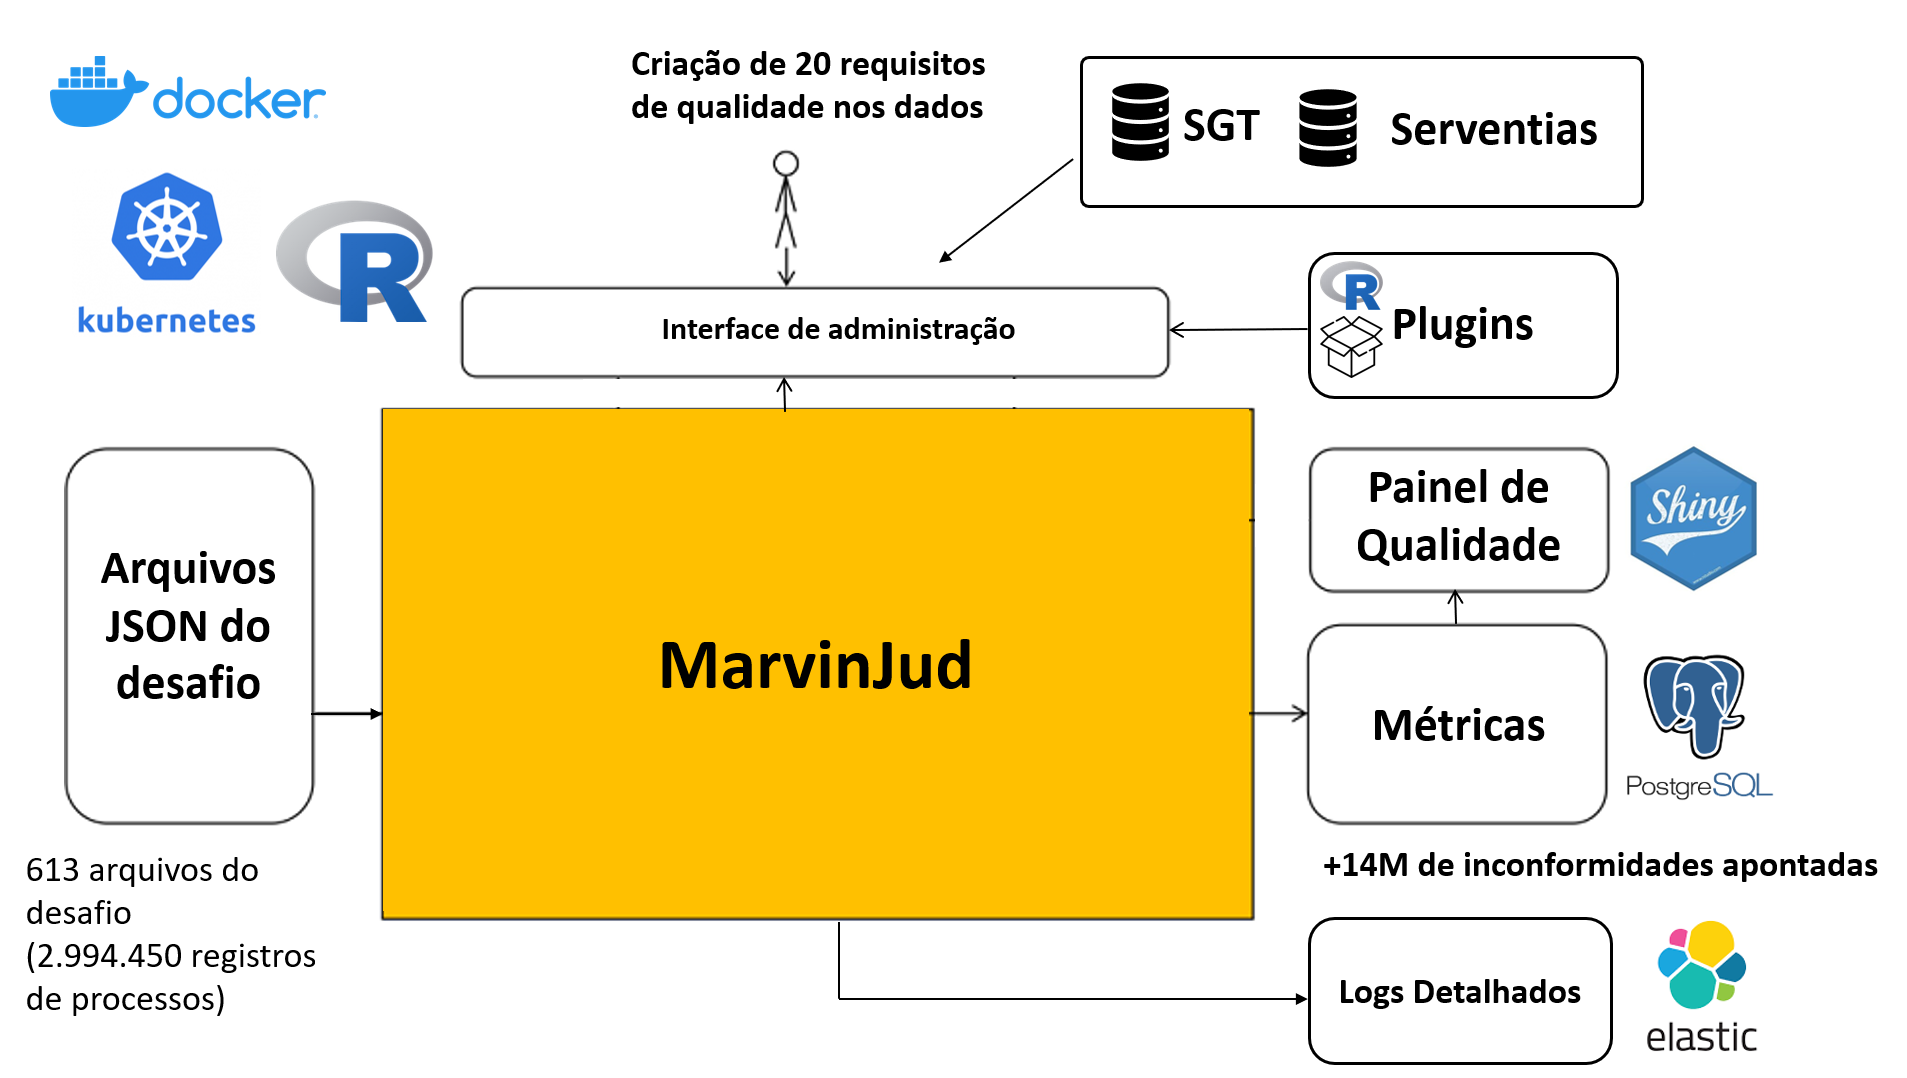 docker
kubernetes
R
Criação de 20 requisitos
de qualidade nos dados
SGT
Serventias
Interface de administração
R
Plugins
Arquivos
JSON do
desafio
MarvinJud
Painel de
Qualidade
Shiny
Métricas
PostgreSQL
613 arquivos do
desafio
(2.994.450 registros
de processos)
+14M de inconformidades apontadas
Logs Detalhados
elastic